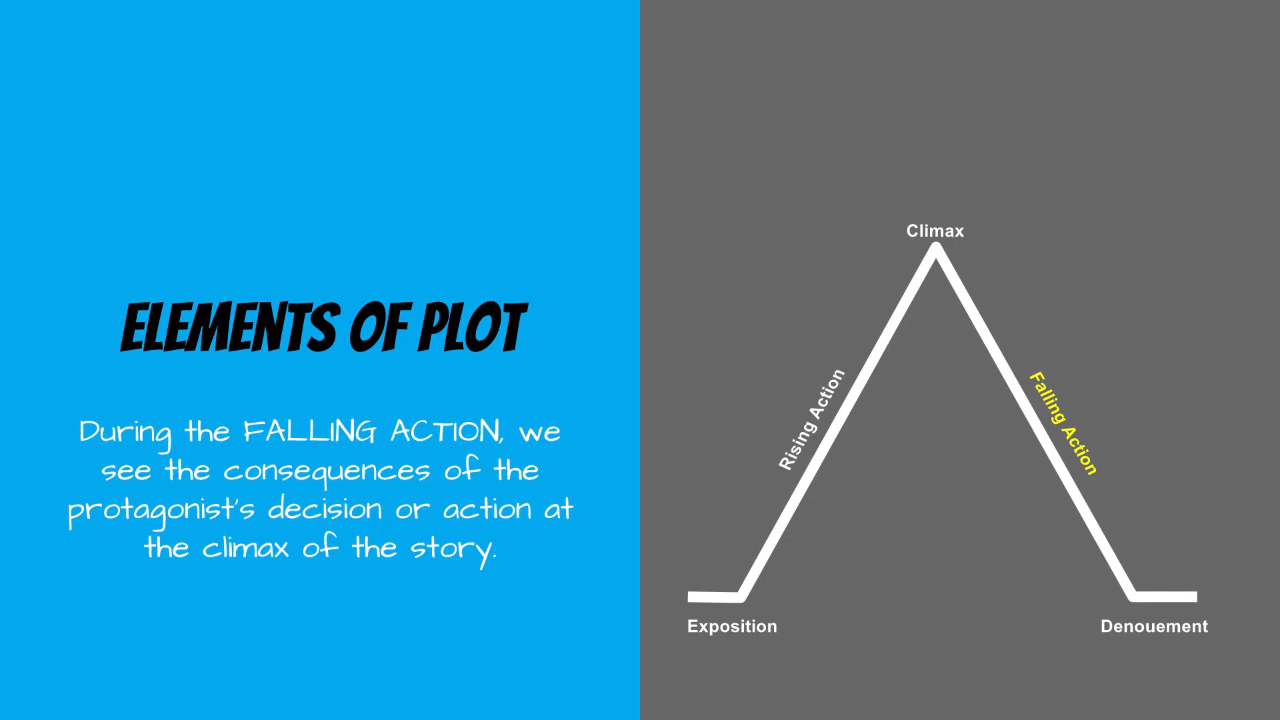 ELEMENTS OF PLOT
During the FALLING ACTION, we
see the consequences of the
protagonist's decision or action at
the climax of the story.
Climax
Rising Action
Falling Action
Exposition
Denouement